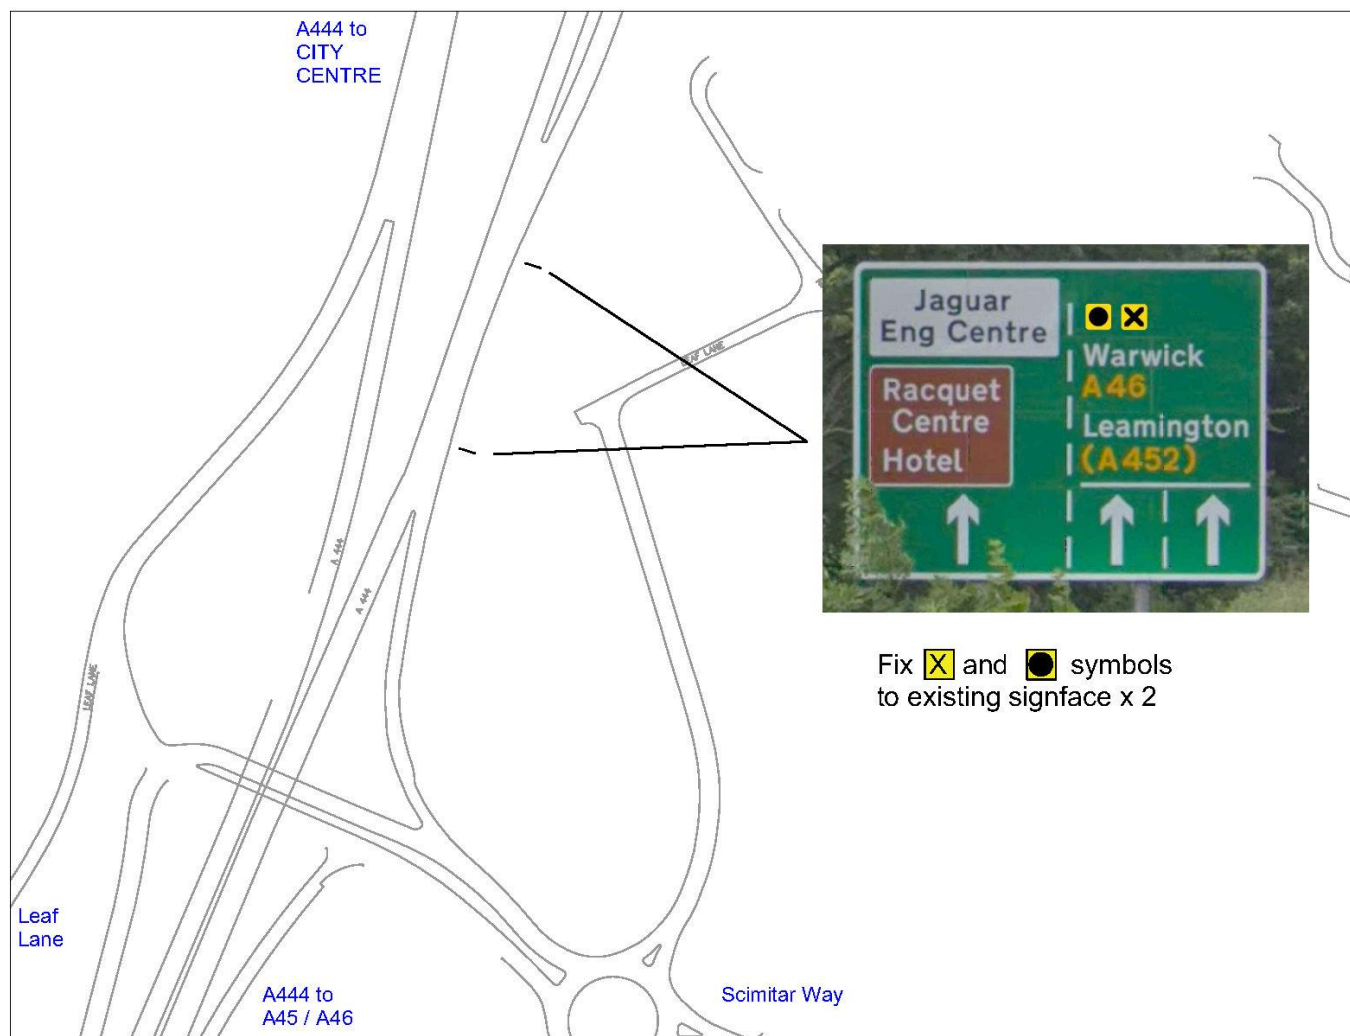 A444 to
CITY
CENTRE
LEAF LANE
Jaguar
Eng Centre
Racquet
Centre
Hotel
X
Warwick
A46
Leamington
(A452)
A 444
A 444
LEAF LANE
Fix X and symbols
to existing signface x 2
Leaf
Lane
A444 to
A45 / A46
Scimitar Way